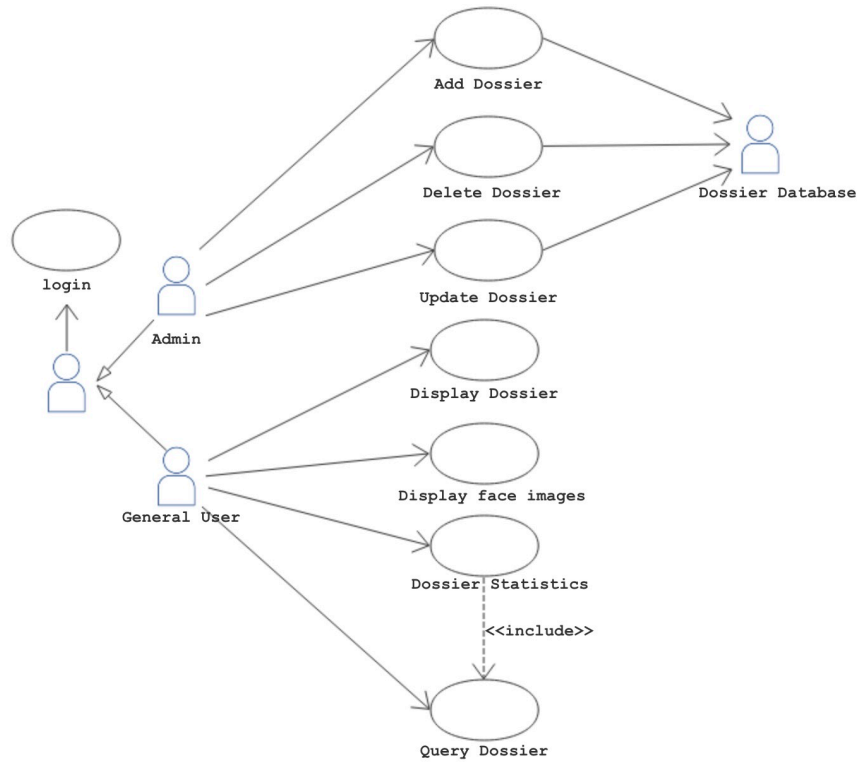 Add Dossier
Delete Dossier
Dossier Database
login
Update Dossier
Admin
Display Dossier
Display face images
General User
Dossier Statistics
<<include>>
Query Dossier